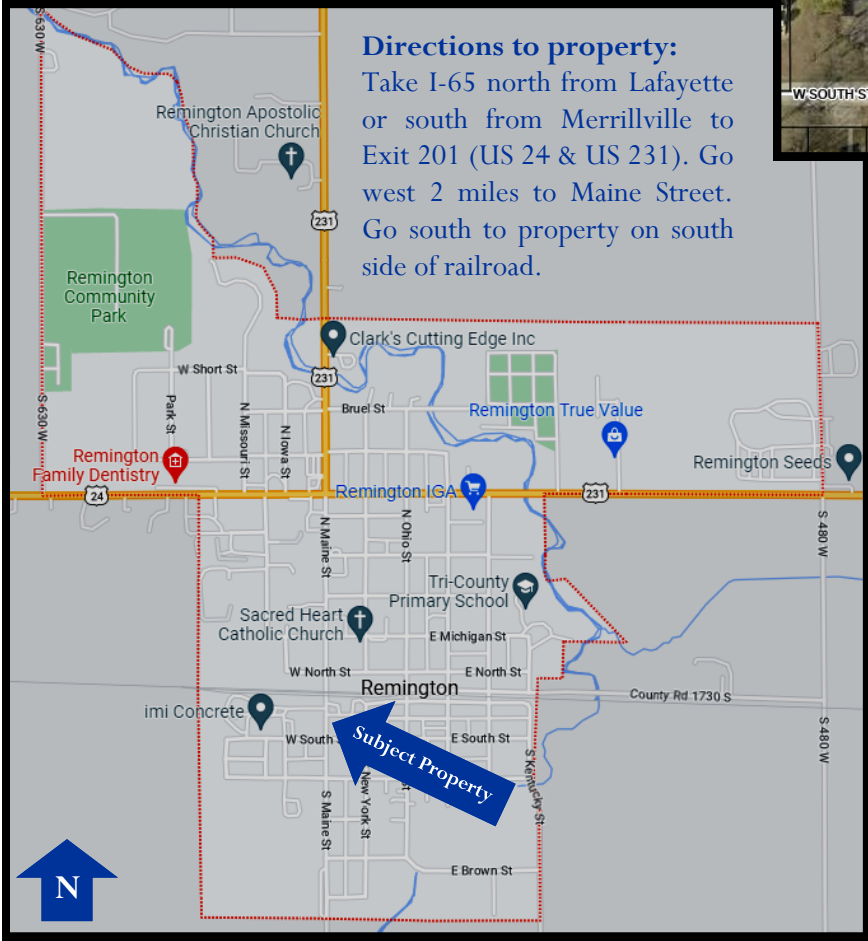 S 630 W
Directions to property:
Take I-65 north from Lafayette
or south from Merrillville to
Exit 201 (US 24 & US 231). Go
west 2 miles to Maine Street.
Go south to property on south
side of railroad.
W SOUTH S
Remington Apostolic
Christian Church
231
Remington
Community
Park
Clark's Cutting Edge Inc
W Short St
231
S 630 W
Park St
N Missouri St
N Iowa St
Bruel St
Remington True Value
Remington
Family Dentistry
Remington Seeds
24
Remington IGA
231
N Maine St
N Ohio St
S 480 W
Tri-County
Primary School
Sacred Heart
Catholic Church
E Michigan St
W North St
E North St
Remington
County Rd 1730 S
imi Concrete
W South
Subject Property
E South St
S 480 W
S Maine St
New York St
S Kentucky St
E Brown St
N